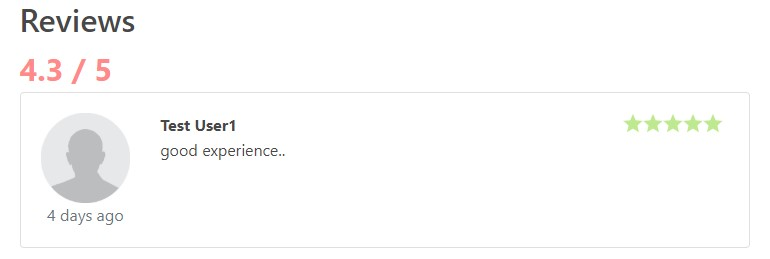 Reviews
4.3 / 5
Test User1
good experience..
4 days ago